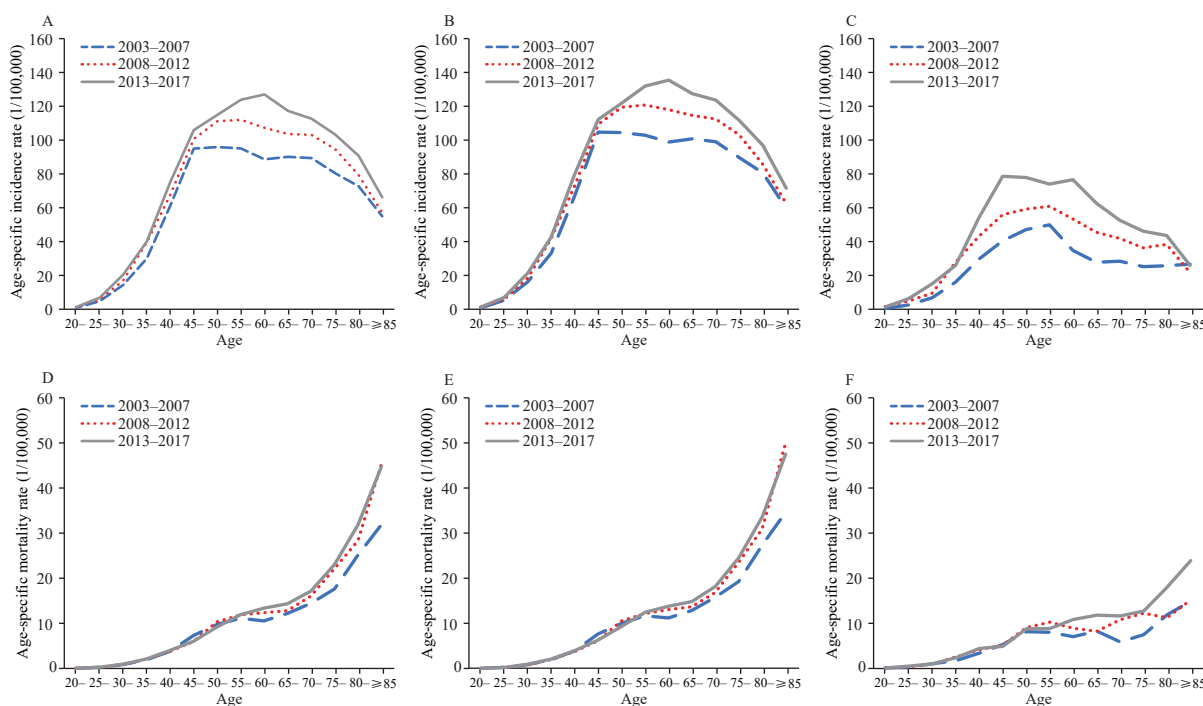 A
Age-specific incidence rate (1/100,000)
160
140
120
100
80
60
40
20
0
2003–2007
2008–2012
2013–2017
20– 25– 30– 35– 40– 45– 50– 55– 60– 65– 70– 75– 80– ≥85
Age
B
Age-specific incidence rate (1/100,000)
160
140
120
100
80
60
40
20
0
2003–2007
2008–2012
2013–2017
20– 25– 30– 35– 40– 45– 50– 55– 60– 65– 70– 75– 80– ≥85
Age
C
Age-specific incidence rate (1/100,000)
160
140
120
100
80
60
40
20
0
2003–2007
2008–2012
2013–2017
20– 25– 30– 35– 40– 45– 50– 55– 60– 65– 70– 75– 80– ≥85
Age
D
Age-specific mortality rate (1/100,000)
60
50
40
30
20
10
0
2003–2007
2008–2012
2013–2017
20– 25– 30– 35– 40– 45– 50– 55– 60– 65– 70– 75– 80– ≥85
Age
E
Age-specific mortality rate (1/100,000)
60
50
40
30
20
10
0
2003–2007
2008–2012
2013–2017
20– 25– 30– 35– 40– 45– 50– 55– 60– 65– 70– 75– 80– ≥85
Age
F
Age-specific mortality rate (1/100,000)
60
50
40
30
20
10
0
2003–2007
2008–2012
2013–2017
20– 25– 30– 35– 40– 45– 50– 55– 60– 65– 70– 75– 80– ≥85
Age